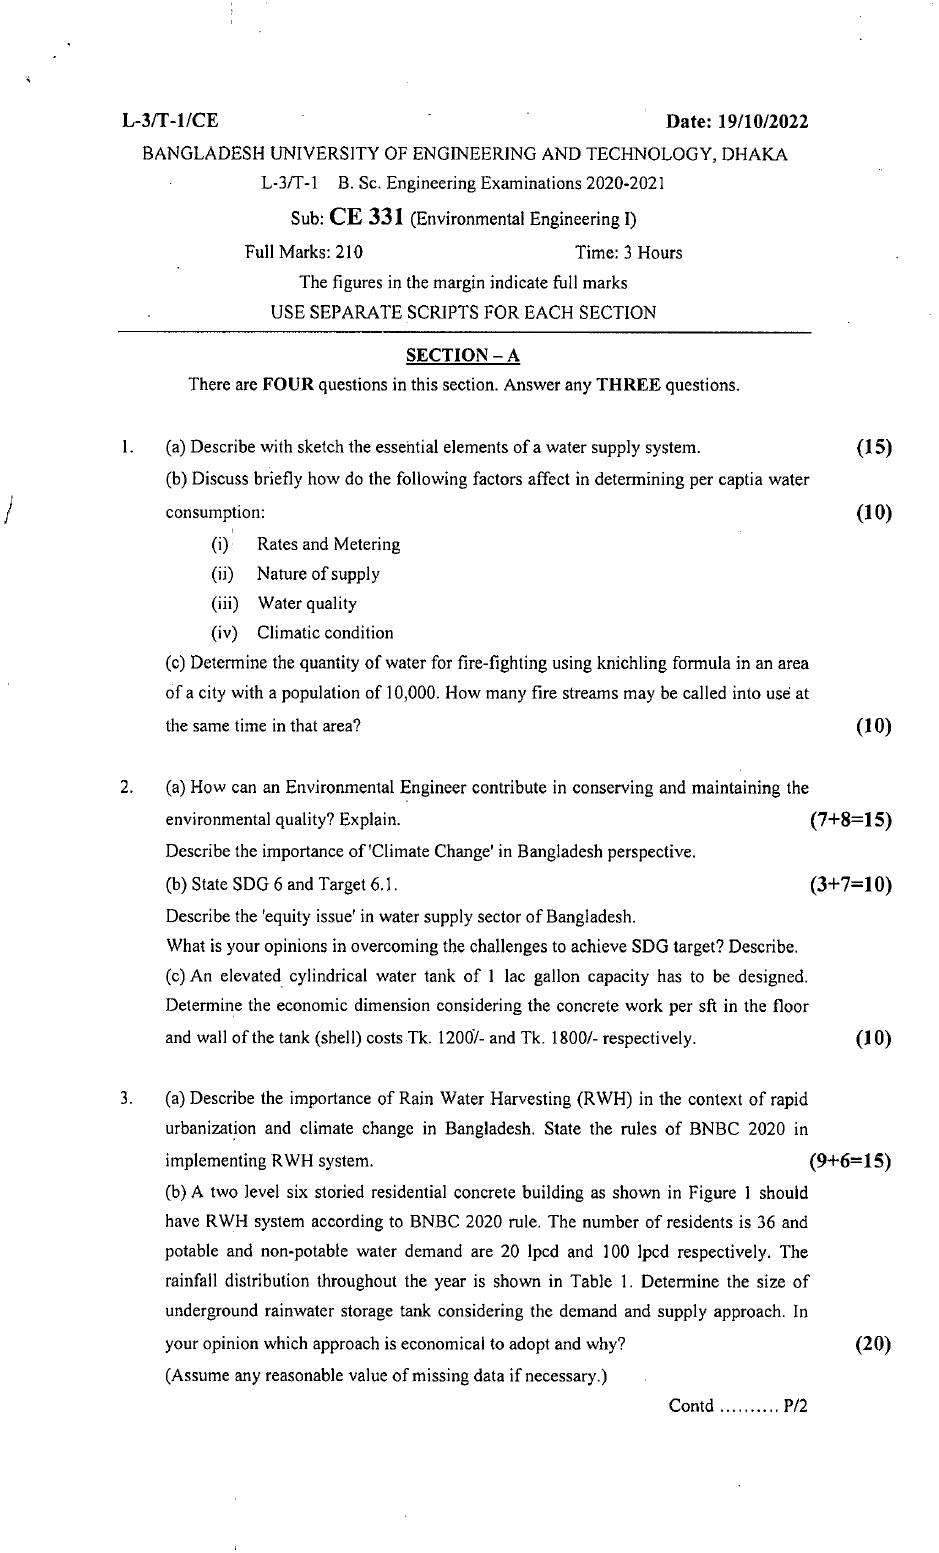 L-3/T-1/CE Date: 19/10/2022
BANGLADESH UNIVERSITY OF ENGINEERING AND TECHNOLOGY, DHAKA
L-3/T-1 B. Sc. Engineering Examinations 2020-2021
Sub: CE 331 (Environmental Engineering I)
Full Marks: 210 Time: 3 Hours
The figures in the margin indicate full marks
USE SEPARATE SCRIPTS FOR EACH SECTION
SECTION – A
There are FOUR questions in this section. Answer any THREE questions.
1. (a) Describe with sketch the essential elements of a water supply system. (15)
(b) Discuss briefly how do the following factors affect in determining per captia water
consumption: (10)
(i) Rates and Metering
(ii) Nature of supply
(iii) Water quality
(iv) Climatic condition
(c) Determine the quantity of water for fire-fighting using knichling formula in an area
of a city with a population of 10,000. How many fire streams may be called into use at
the same time in that area? (10)
2. (a) How can an Environmental Engineer contribute in conserving and maintaining the
environmental quality? Explain. (7+8=15)
Describe the importance of 'Climate Change' in Bangladesh perspective.
(b) State SDG 6 and Target 6.1. (3+7=10)
Describe the 'equity issue' in water supply sector of Bangladesh.
What is your opinions in overcoming the challenges to achieve SDG target? Describe.
(c) An elevated cylindrical water tank of 1 lac gallon capacity has to be designed.
Determine the economic dimension considering the concrete work per sft in the floor
and wall of the tank (shell) costs Tk. 1200/- and Tk. 1800/- respectively. (10)
3. (a) Describe the importance of Rain Water Harvesting (RWH) in the context of rapid
urbanization and climate change in Bangladesh. State the rules of BNBC 2020 in
implementing RWH system. (9+6=15)
(b) A two level six storied residential concrete building as shown in Figure 1 should
have RWH system according to BNBC 2020 rule. The number of residents is 36 and
potable and non-potable water demand are 20 lpcd and 100 lpcd respectively. The
rainfall distribution throughout the year is shown in Table 1. Determine the size of
underground rainwater storage tank considering the demand and supply approach. In
your opinion which approach is economical to adopt and why? (20)
(Assume any reasonable value of missing data if necessary.)
Contd .......... P/2